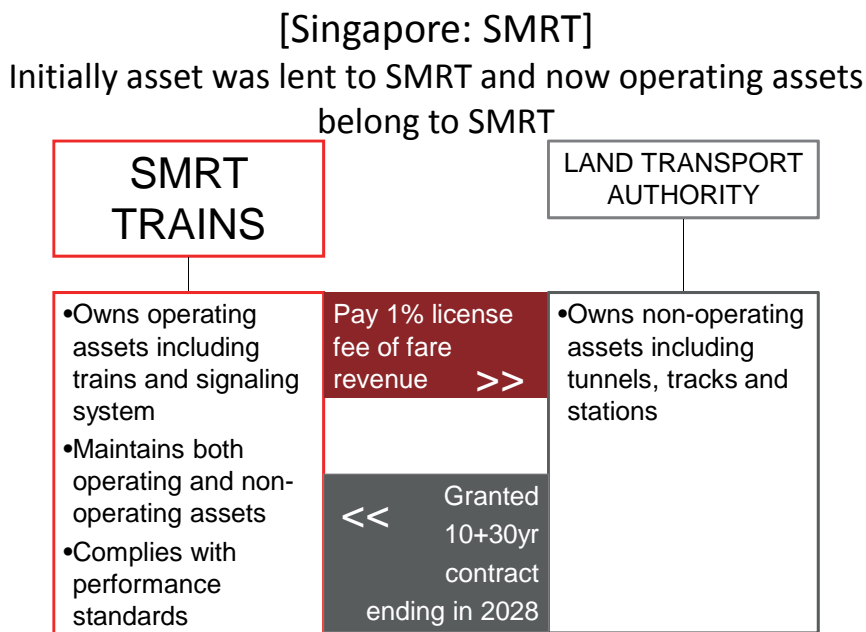 [Singapore: SMRT]
Initially asset was lent to SMRT and now operating assets
belong to SMRT
SMRT
TRAINS
LAND TRANSPORT
AUTHORITY
•Owns operating
assets including
trains and signaling
system
•Maintains both
operating and non-
operating assets
•Complies with
performance
standards
Pay 1% license
fee of fare
revenue >>
<< Granted
10+30yr
contract
ending in 2028
•Owns non-operating
assets including
tunnels, tracks and
stations